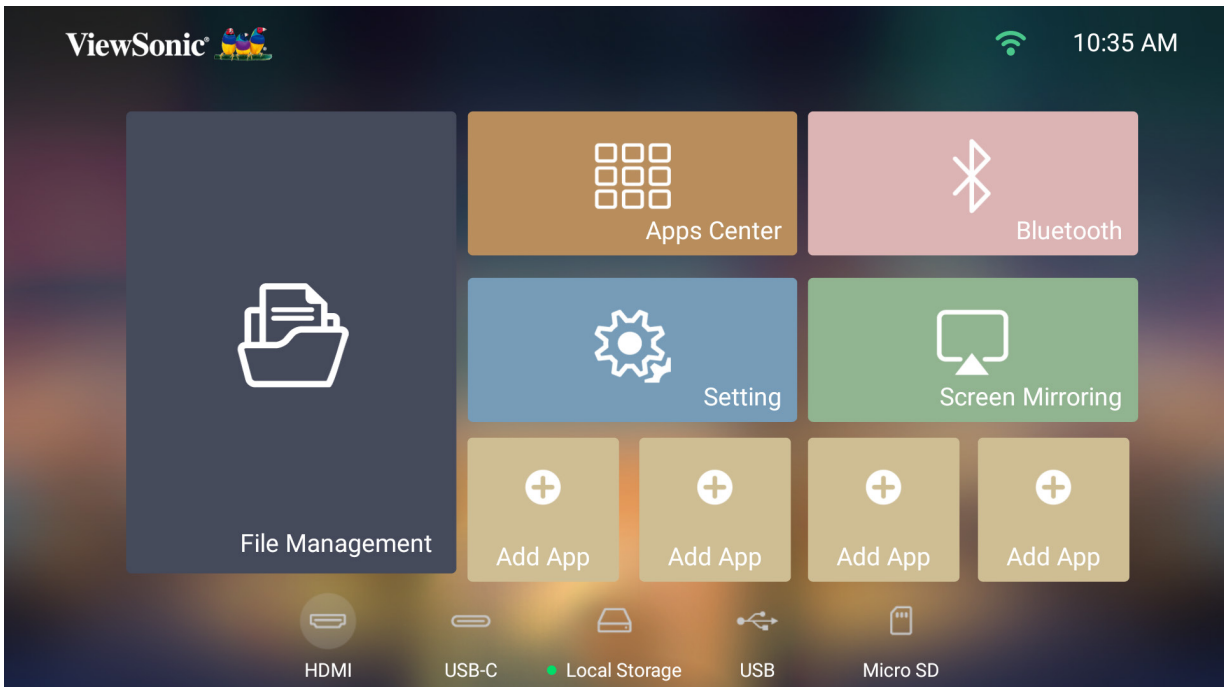 ViewSonic®
10:35 AM
Apps Center
Bluetooth
Setting
Screen Mirroring
File Management
Add App
Add App
Add App
Add App
HDMI
USB-C
Local Storage
USB
Micro SD